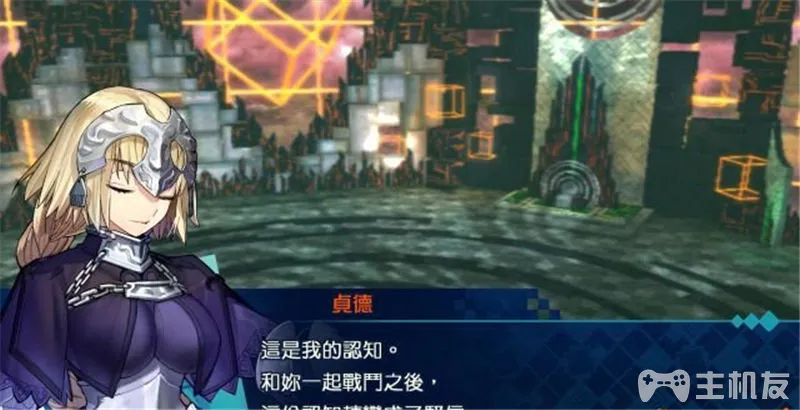 貞德
這是我的認知。
和妳一起戰鬥之後，
主机友